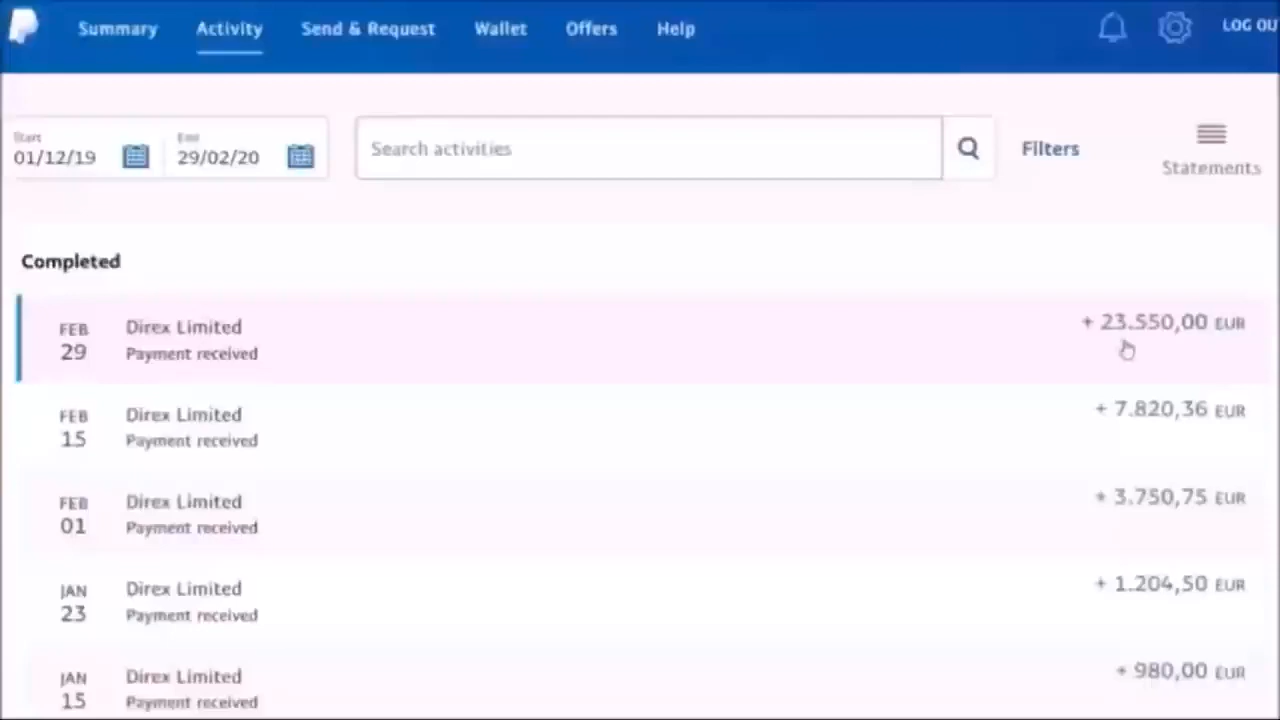 Summary Activity Send & Request Wallet Offers Help LOG OU
Start End
01/12/19 29/02/20 Search activities Filters
Statements
Completed
FEB 29 Direx Limited + 23.550,00 EUR
Payment received
FEB 15 Direx Limited + 7.820,36 EUR
Payment received
FEB 01 Direx Limited + 3.750,75 EUR
Payment received
JAN 23 Direx Limited + 1.204,50 EUR
Payment received
JAN 15 Direx Limited + 980,00 EUR
Payment received